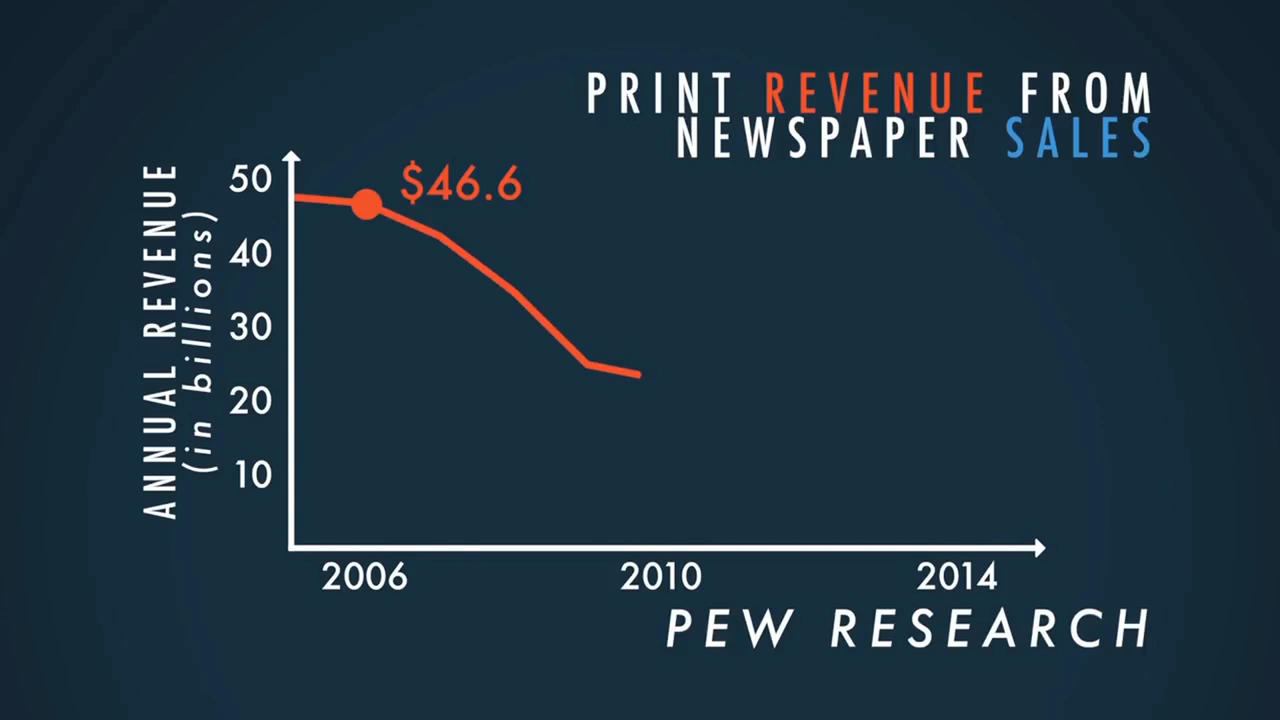 PRINT REVENUE FROM
NEWSPAPER SALES
ANNUAL REVENUE
(in billions)
50
40
30
20
10
$46.6
2006 2010 2014
PEW RESEARCH